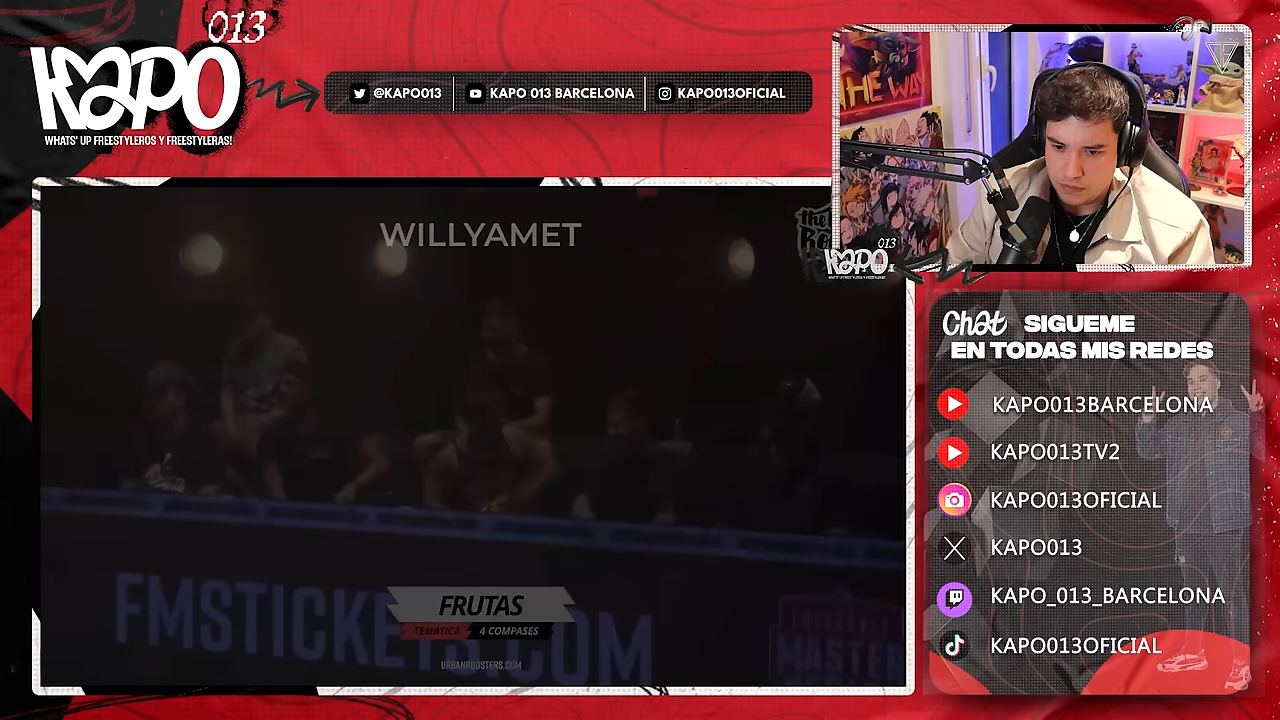 013
KAPO
WHATS' UP FREESTYLEROS Y FREESTYLERAS!
@KAPO013
KAPO 013 BARCELONA
KAPO013OFICIAL
THE WAY
WILLYAMET
013
KAPO
Chat SIGUEME
EN TODAS MIS REDES
KAPO013BARCELONA
KAPO013TV2
KAPO013OFICIAL
KAPO013
KAPO_013_BARCELONA
KAPO013OFICIAL
FMSTICKETS.COM
FRUTAS
TEMÁTICA
4 COMPASES
URBANROOSTERS.COM